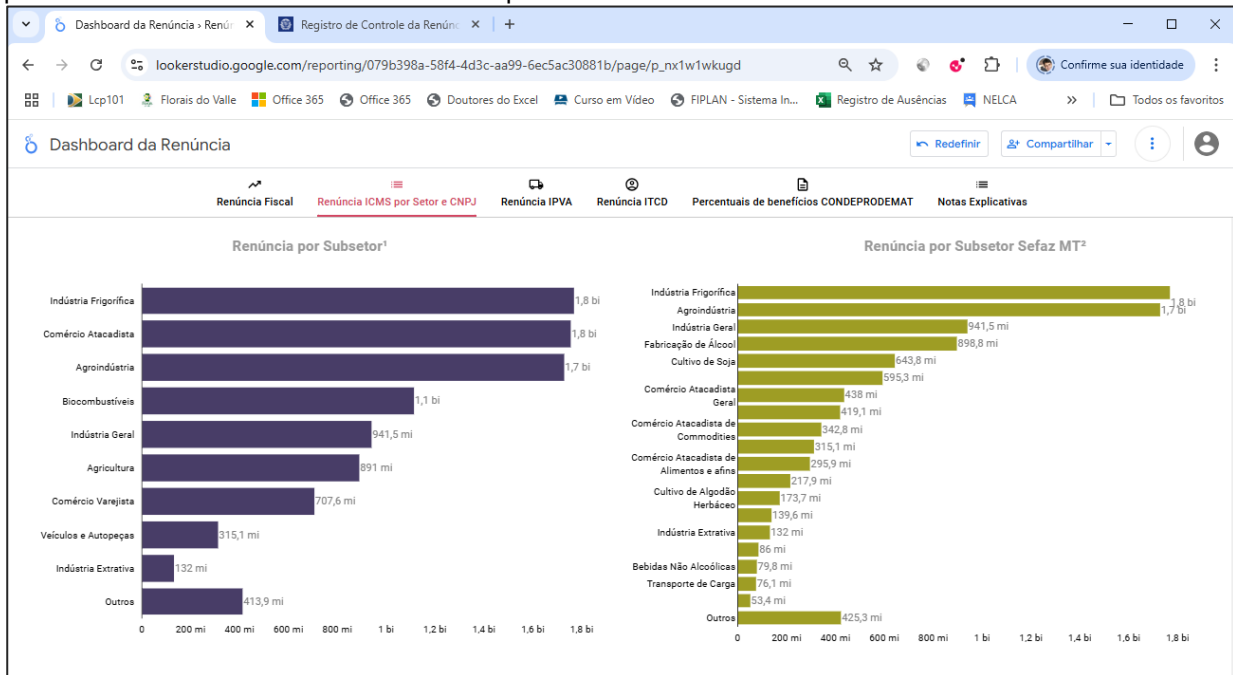 Dashboard da Renúncia › Renún
Registro de Controle da Renúnc
lookerstudio.google.com/reporting/079b398a-58f4-4d3c-aa99-6ec5ac30881b/page/p_nx1w1wkugd
Confirme sua identidade
Lcp101
Florais do Valle
Office 365
Office 365
Doutores do Excel
Curso em Vídeo
FIPLAN - Sistema In...
Registro de Ausências
NELCA
»
Todos os favoritos
Dashboard da Renúncia
Redefinir
Compartilhar
Renúncia Fiscal
Renúncia ICMS por Setor e CNPJ
Renúncia IPVA
Renúncia ITCD
Percentuais de benefícios CONDEPRODEMAT
Notas Explicativas
Renúncia por Subsetor¹
Indústria Frigorífica 1,8 bi
Comércio Atacadista 1,8 bi
Agroindústria 1,7 bi
Biocombustíveis 1,1 bi
Indústria Geral 941,5 mi
Agricultura 891 mi
Comércio Varejista 707,6 mi
Veículos e Autopeças 315,1 mi
Indústria Extrativa 132 mi
Outros 413,9 mi
0 200 mi 400 mi 600 mi 800 mi 1 bi 1,2 bi 1,4 bi 1,6 bi 1,8 bi
Renúncia por Subsetor Sefaz MT²
Indústria Frigorífica 1,8 bi
Agroindústria 1,7 bi
Indústria Geral 941,5 mi
Fabricação de Álcool 898,8 mi
Cultivo de Soja 643,8 mi
595,3 mi
Comércio Atacadista
Geral
438 mi
419,1 mi
Comércio Atacadista de
Commodities
342,8 mi
315,1 mi
Comércio Atacadista de
Alimentos e afins
295,9 mi
217,9 mi
Cultivo de Algodão
Herbáceo
173,7 mi
139,6 mi
Indústria Extrativa 132 mi
86 mi
Bebidas Não Alcoólicas 79,8 mi
Transporte de Carga 76,1 mi
53,4 mi
Outros 425,3 mi
0 200 mi 400 mi 600 mi 800 mi 1 bi 1,2 bi 1,4 bi 1,6 bi 1,8 bi